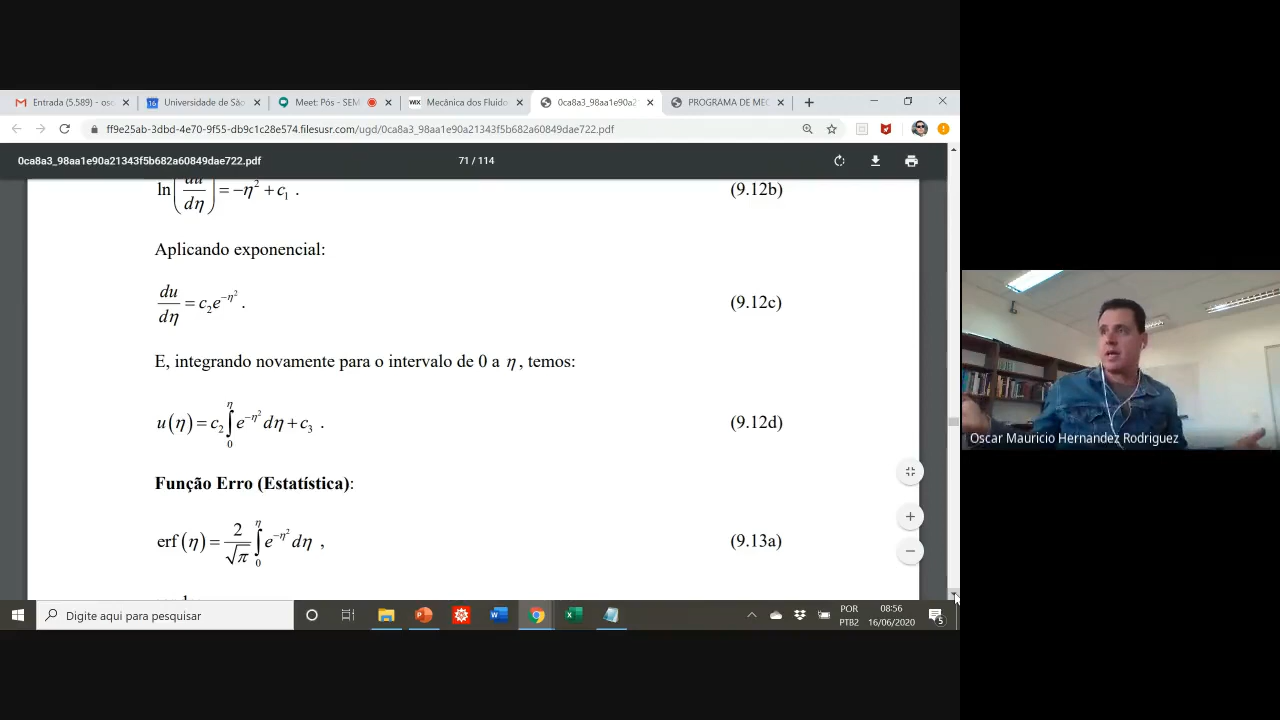 Entrada (5.589) - osc
Universidade de São
Meet: Pós - SEM
Mecânica dos Fluido
0ca8a3_98aa1e90a2
PROGRAMA DE MEC
ff9e25ab-3dbd-4e70-9f55-db9c1c28e574.filesusr.com/ugd/0ca8a3_98aa1e90a21343f5b682a60849dae722.pdf
0ca8a3_98aa1e90a21343f5b682a60849dae722.pdf
71 / 114
ln(du/dη) = −η² + c₁ . (9.12b)
Aplicando exponencial:
du/dη = c₂e^(−η²) . (9.12c)
E, integrando novamente para o intervalo de 0 a η, temos:
u(η) = c₂ ∫₀^η e^(−η²) dη + c₃ . (9.12d)
Função Erro (Estatística):
erf(η) = 2/√π ∫₀^η e^(−η²) dη , (9.13a)
Oscar Mauricio Hernandez Rodriguez
Digite aqui para pesquisar
POR
PTB2
08:56
16/06/2020
5